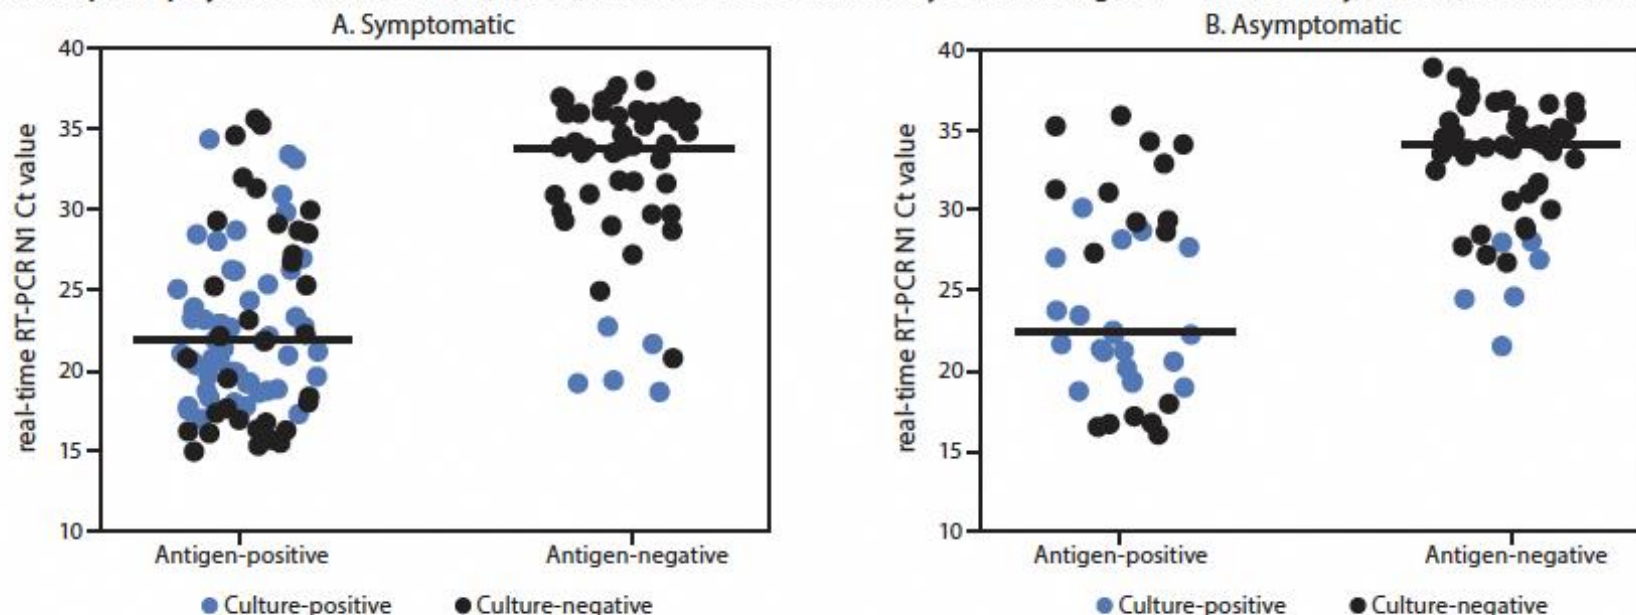 A. Symptomatic
B. Asymptomatic
real-time RT-PCR N1 Ct value
40
35
30
25
20
15
10
Antigen-positive
Antigen-negative
Culture-positive
Culture-negative
real-time RT-PCR N1 Ct value
40
35
30
25
20
15
10
Antigen-positive
Antigen-negative
Culture-positive
Culture-negative